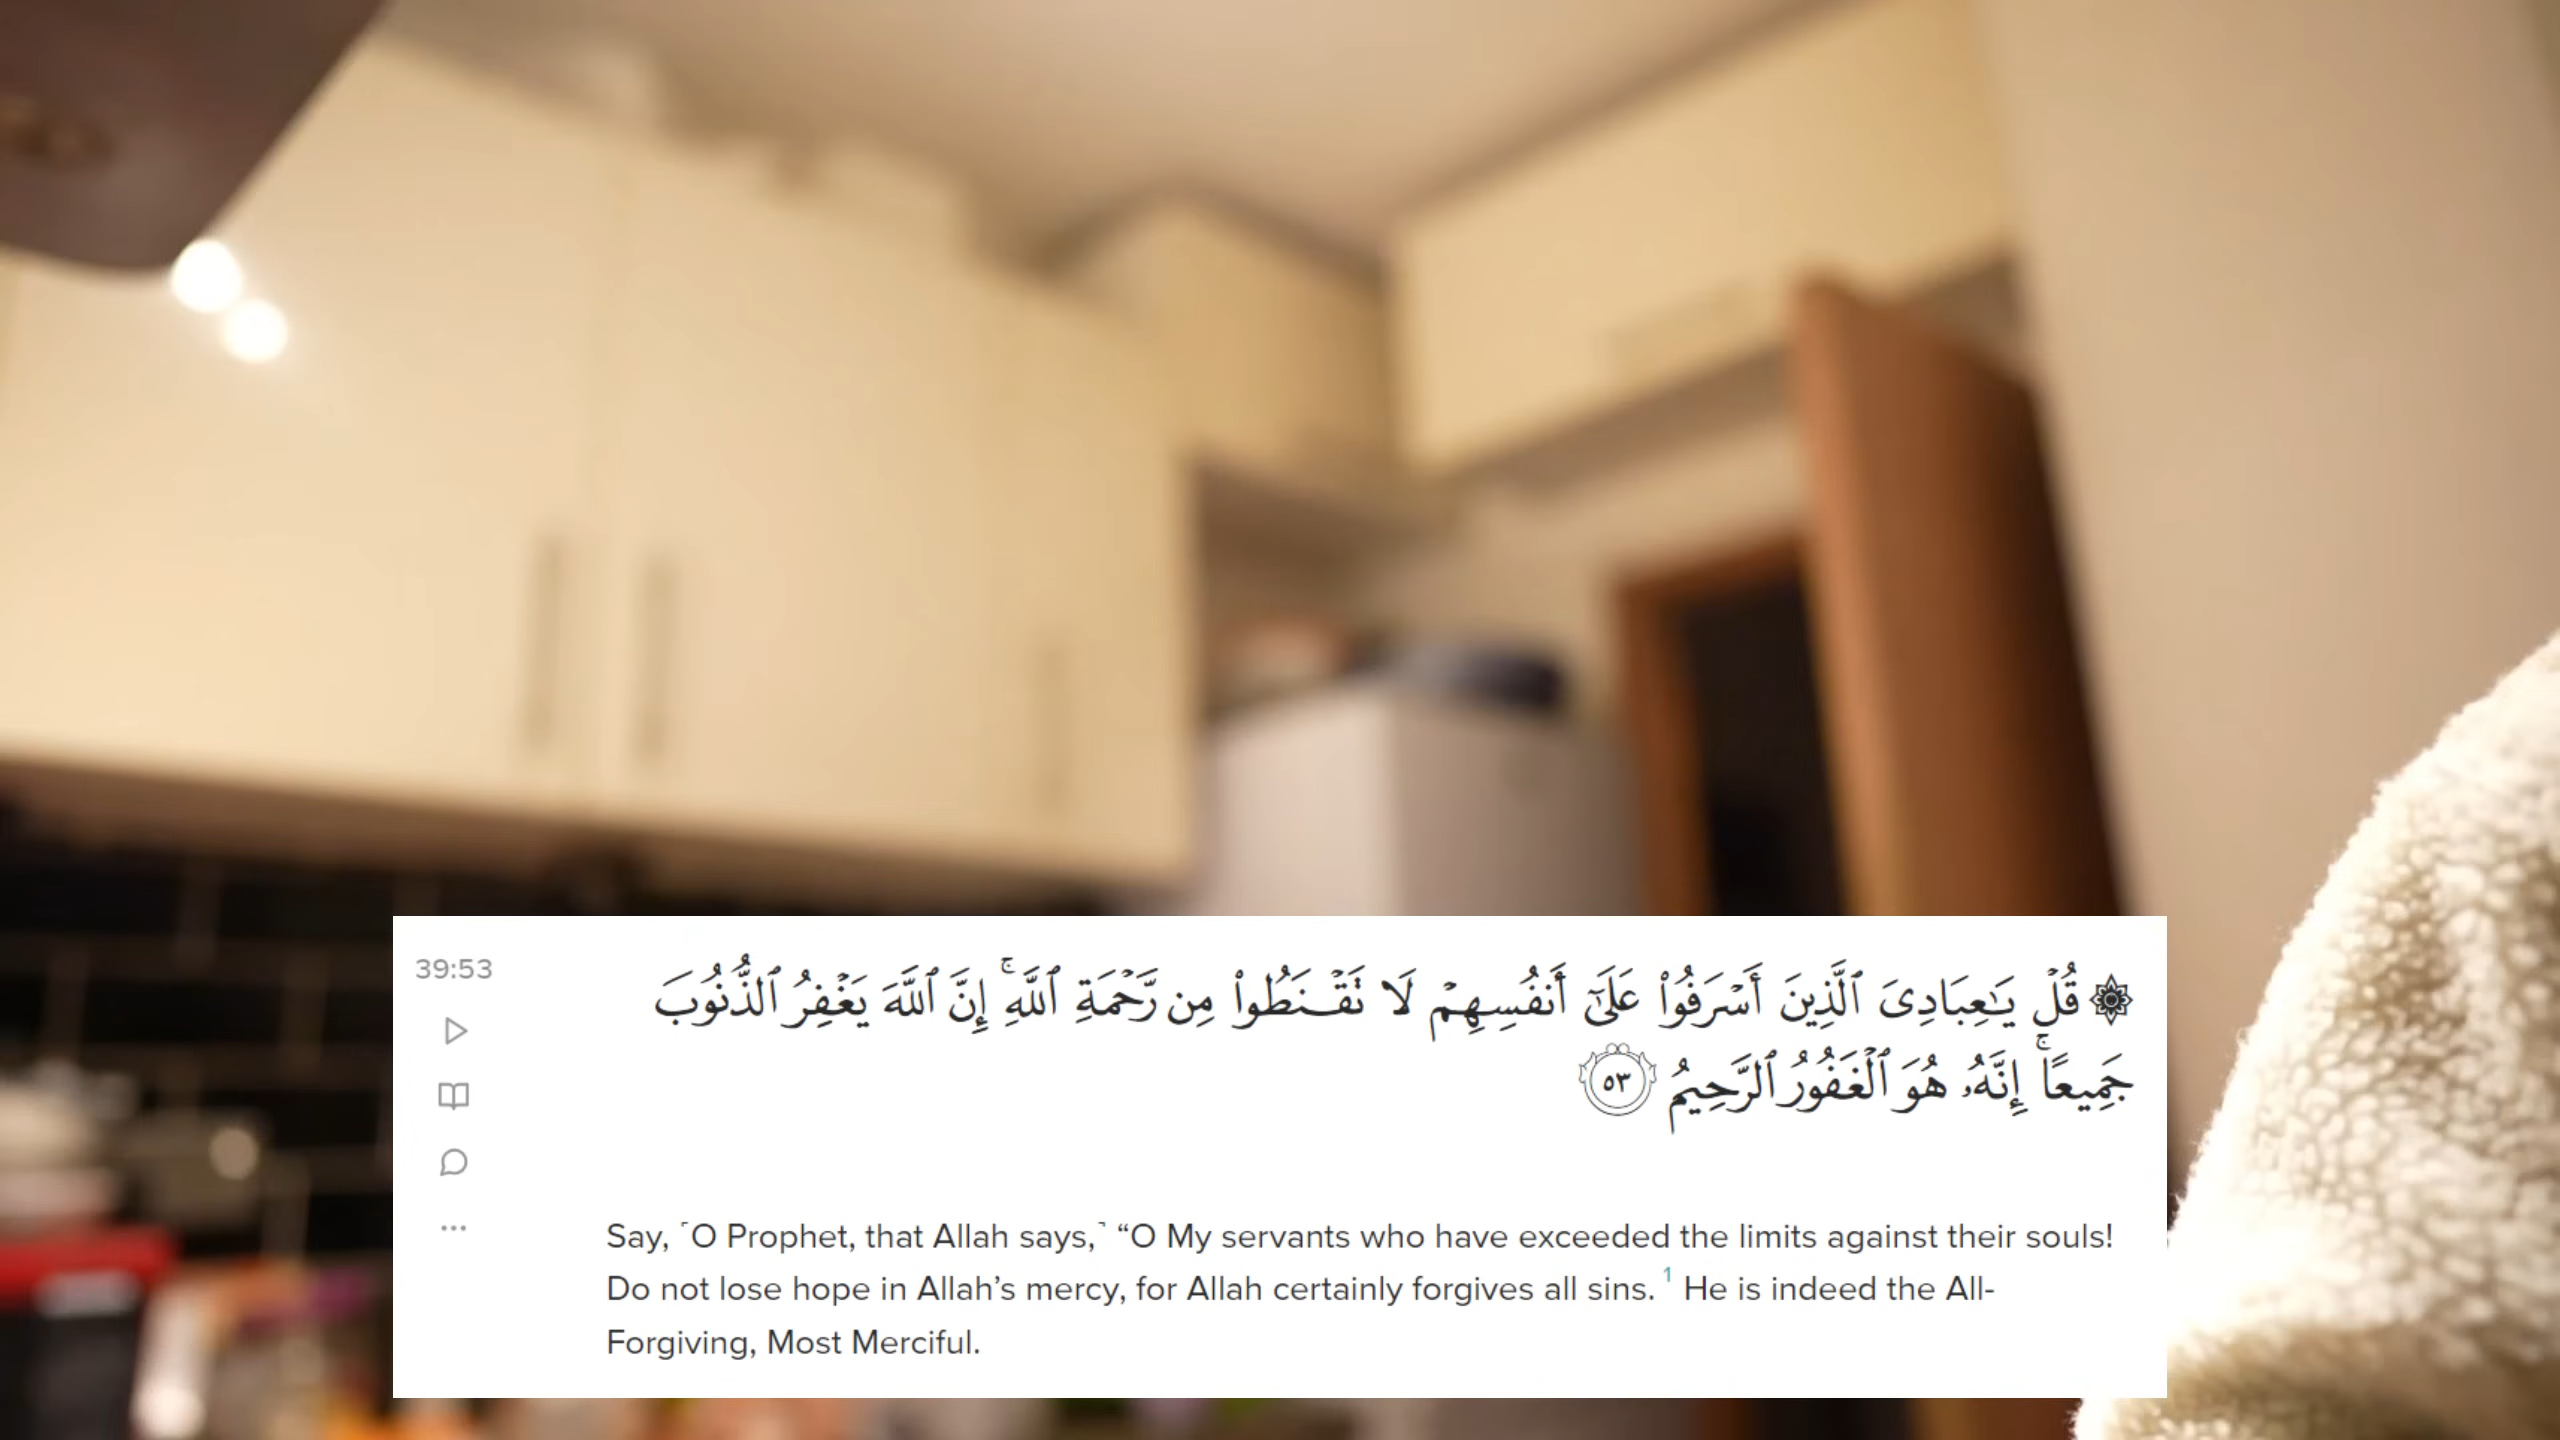 39:53
۞ قُلْ يَـٰعِبَادِىَ ٱلَّذِينَ أَسْرَفُوا۟ عَلَىٰٓ أَنفُسِهِمْ لَا تَقْنَطُوا۟ مِن رَّحْمَةِ ٱللَّهِ ۚ إِنَّ ٱللَّهَ يَغْفِرُ ٱلذُّنُوبَ
جَمِيعًا ۚ إِنَّهُۥ هُوَ ٱلْغَفُورُ ٱلرَّحِيمُ ٥٣
Say, ˹O Prophet, that Allah says,˺ “O My servants who have exceeded the limits against their souls!
Do not lose hope in Allah’s mercy, for Allah certainly forgives all sins. 1 He is indeed the All-
Forgiving, Most Merciful.